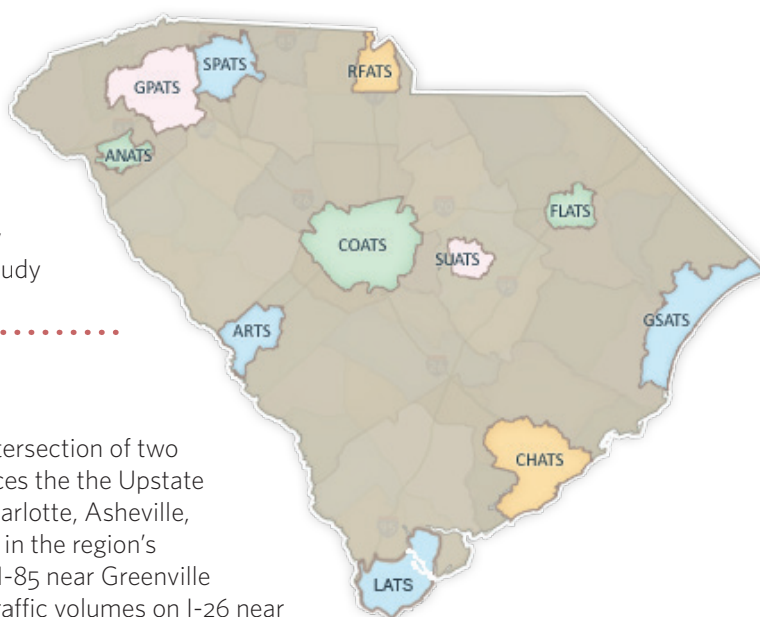 SPATS
RFATS
GPATS
ANATS
FLATS
COATS
SUATS
GSATS
ARTS
CHATS
LATS
udy
tersection of two
ces the the Upstate
arlotte, Asheville,
in the region's
I-85 near Greenville
raffic volumes on I-26 near